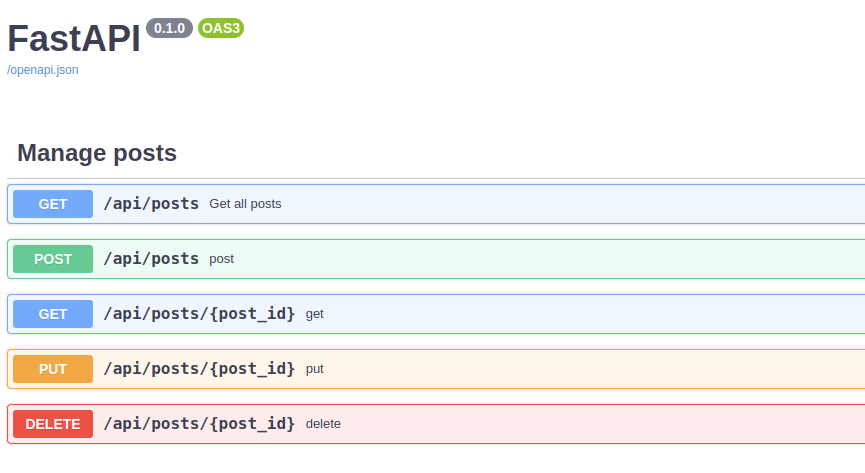 FastAPI 0.1.0 OAS3
/openapi.json
Manage posts
GET /api/posts Get all posts
POST /api/posts post
GET /api/posts/{post_id} get
PUT /api/posts/{post_id} put
DELETE /api/posts/{post_id} delete